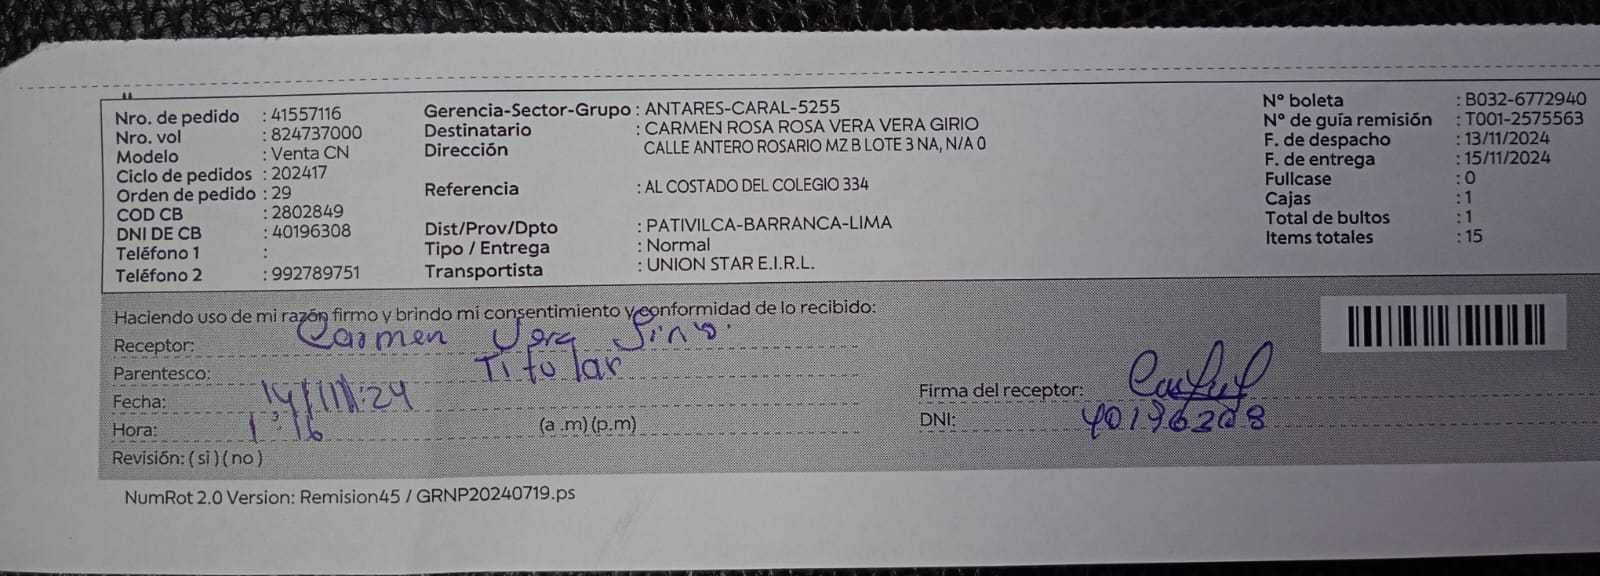 Nro. de pedido : 41557116
Nro. vol : 824737000
Modelo : Venta CN
Ciclo de pedidos : 202417
Orden de pedido : 29
COD CB : 2802849
DNI DE CB : 40196308
Teléfono 1 :
Teléfono 2 : 992789751
Gerencia-Sector-Grupo : ANTARES-CARAL-5255
Destinatario : CARMEN ROSA ROSA VERA VERA GIRIO
Dirección CALLE ANTERO ROSARIO MZ B LOTE 3 NA, N/A 0
Referencia : AL COSTADO DEL COLEGIO 334
Dist/Prov/Dpto : PATIVILCA-BARRANCA-LIMA
Tipo / Entrega : Normal
Transportista : UNION STAR E.I.R.L.
N° boleta : B032-6772940
N° de guía remisión : T001-2575563
F. de despacho : 13/11/2024
F. de entrega : 15/11/2024
Fullcase : 0
Cajas : 1
Total de bultos : 1
Items totales : 15
Haciendo uso de mi razón firmo y brindo mi consentimiento y conformidad de lo recibido:
Receptor: Carmen Vera
Parentesco: Titular
Fecha: 14/11/24
Hora: 1:16 (a .m) (p.m)
Revisión: ( si ) ( no )
Firma del receptor:
DNI: 40196308
NumRot 2.0 Version: Remision45 / GRNP20240719.ps